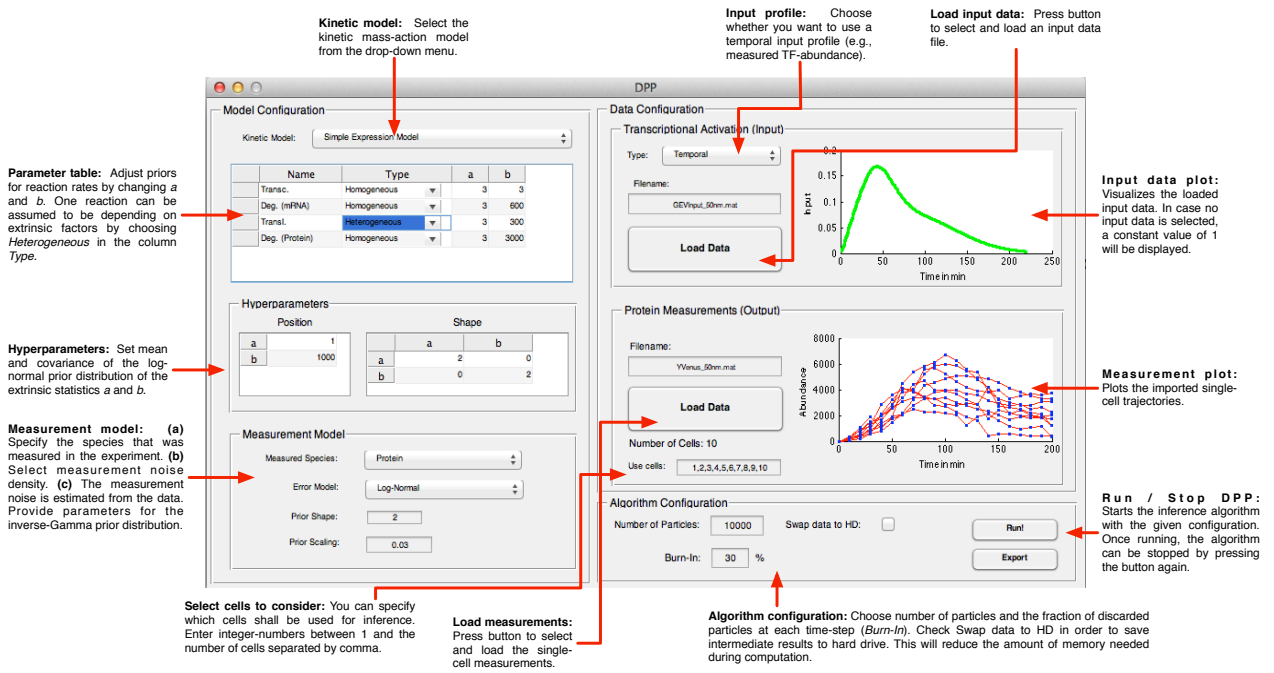 Kinetic model: Select the
kinetic mass-action model
from the drop-down menu.
Input profile: Choose
whether you want to use a
temporal input profile (e.g.,
measured TF-abundance).
Load input data: Press button
to select and load an input data
file.
DPP
Model Configuration
Kinetic Model:
Simple Expression Model
Name Type a b
Transc. Homogeneous 3 3
Deg. (mRNA) Homogeneous 3 600
Transl. Heterogeneous 3 300
Deg. (Protein) Homogeneous 3 3000
Parameter table: Adjust priors
for reaction rates by changing a
and b. One reaction can be
assumed to be depending on
extrinsic factors by choosing
Heterogeneous in the column
Type.
Hyperparameters
Position
a 1
b 1000
Shape
a b
a 2 0
b 0 2
Hyperparameters: Set mean
and covariance of the log-
normal prior distribution of the
extrinsic statistics a and b.
Measurement model: (a)
Specify the species that was
measured in the experiment. (b)
Select measurement noise
density. (c) The measurement
noise is estimated from the data.
Provide parameters for the
inverse-Gamma prior distribution.
Measurement Model
Measured Species: Protein
Error Model: Log-Normal
Prior Shape: 2
Prior Scaling: 0.03
Data Configuration
Transcriptional Activation (Input)
Type: Temporal
Filename:
GEVInput_50nm.mat
Load Data
0.2
0.15
0.1
0.05
0
Input
0 50 100 150 200 250
Time in min
Input data plot:
Visualizes the loaded
input data. In case no
input data is selected,
a constant value of 1
will be displayed.
Protein Measurements (Output)
Filename:
YVenus_50nm.mat
Load Data
Number of Cells: 10
Use cells: 1,2,3,4,5,6,7,8,9,10
8000
6000
4000
2000
0
Abundance
0 50 100 150 200
Time in min
Measurement plot:
Plots the imported single-
cell trajectories.
Algorithm Configuration
Number of Particles: 10000 Swap data to HD:
Burn-In: 30 %
Run!
Export
Run / Stop DPP:
Starts the inference algorithm
with the given configuration.
Once running, the algorithm
can be stopped by pressing
the button again.
Select cells to consider: You can specify
which cells shall be used for inference.
Enter integer-numbers between 1 and the
number of cells separated by comma.
Load measurements:
Press button to select
and load the single-
cell measurements.
Algorithm configuration: Choose number of particles and the fraction of discarded
particles at each time-step (Burn-In). Check Swap data to HD in order to save
intermediate results to hard drive. This will reduce the amount of memory needed
during computation.